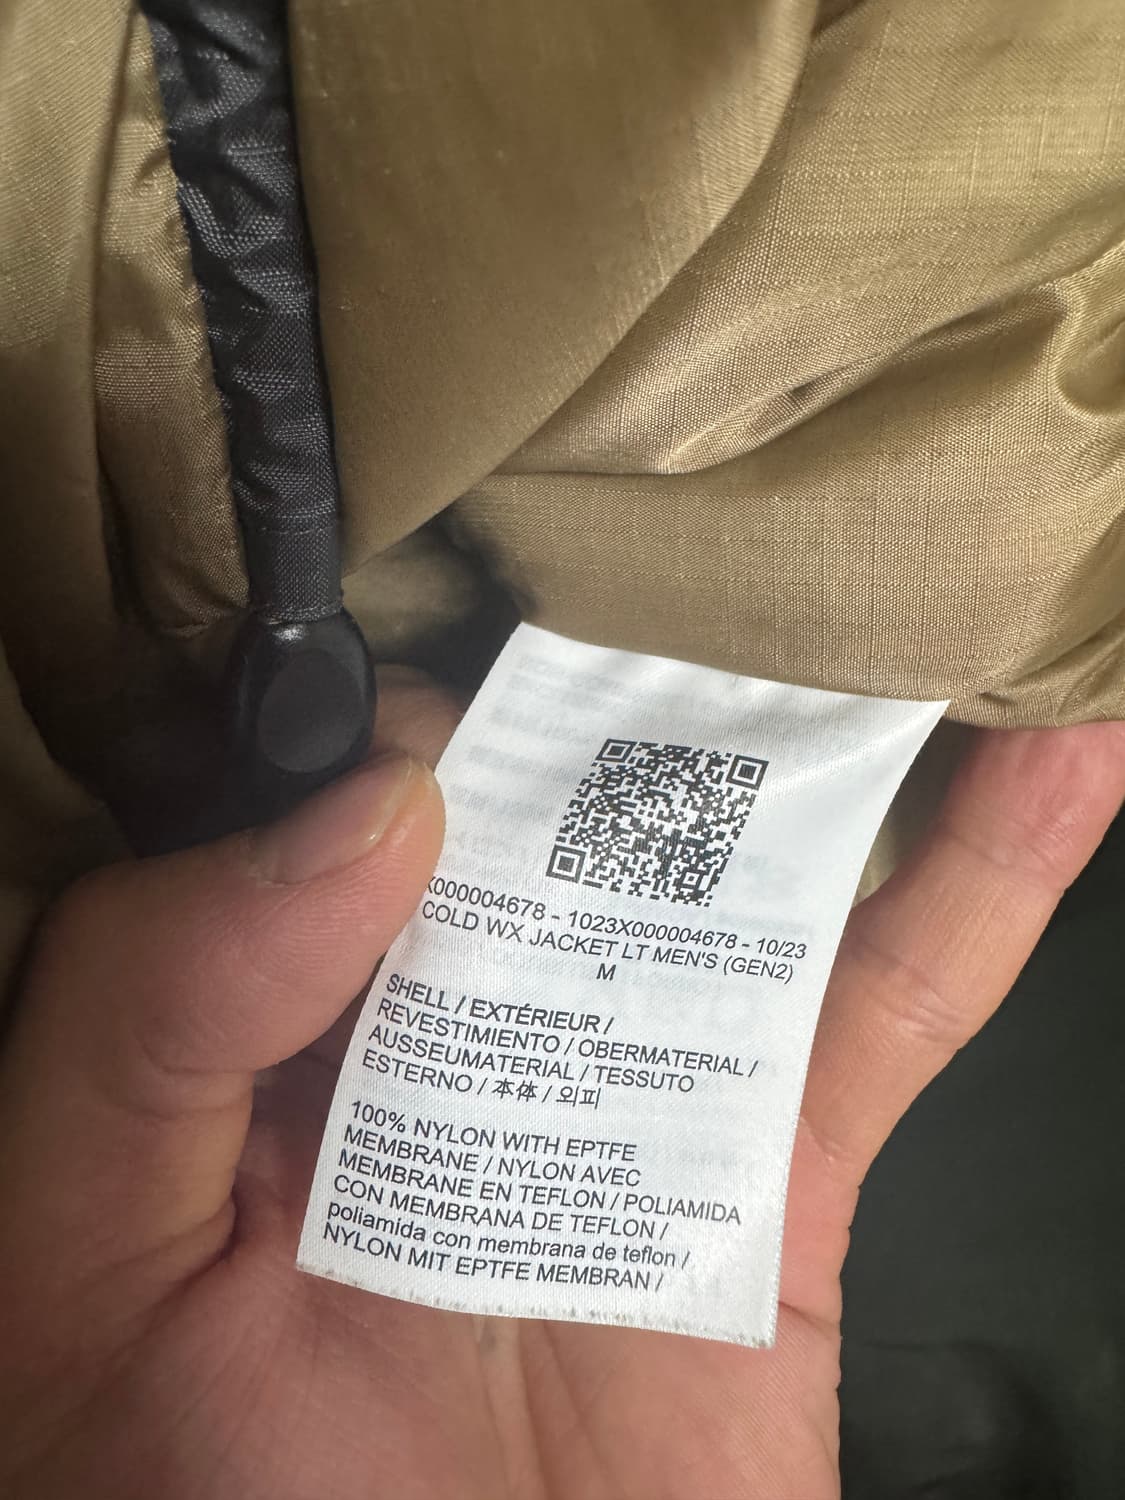 X000004678 - 1023X000004678 - 10/23
COLD WX JACKET LT MEN'S (GEN2)
M
SHELL / EXTÉRIEUR /
REVESTIMIENTO / OBERMATERIAL /
AUSSEUMATERIAL / TESSUTO
ESTERNO / 本体 / 외피
100% NYLON WITH EPTFE
MEMBRANE / NYLON AVEC
MEMBRANE EN TEFLON / POLIAMIDA
CON MEMBRANA DE TEFLON /
poliamida con membrana de teflon /
NYLON MIT EPTFE MEMBRAN /